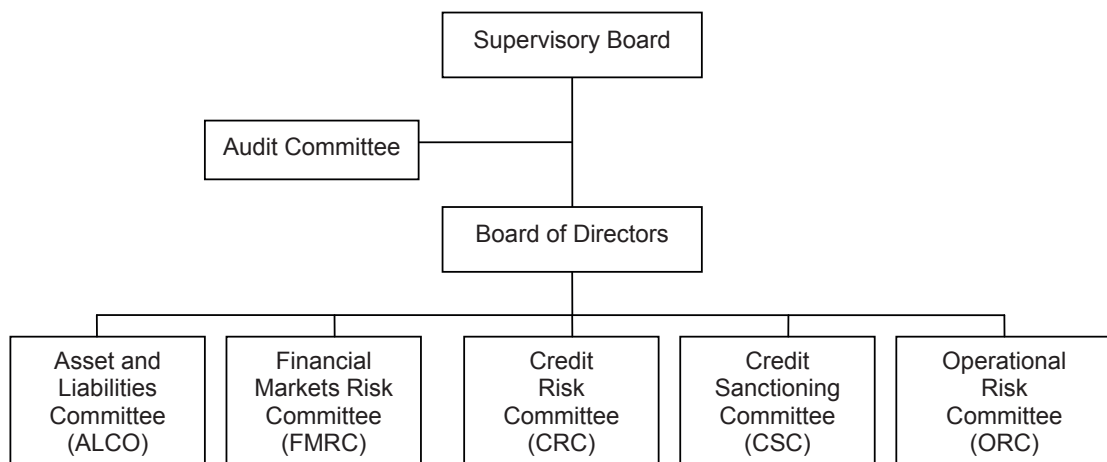 Supervisory Board
Audit Committee
Board of Directors
Asset and
Liabilities
Committee
(ALCO)
Financial
Markets Risk
Committee
(FMRC)
Credit
Risk
Committee
(CRC)
Credit
Sanctioning
Committee
(CSC)
Operational
Risk
Committee
(ORC)